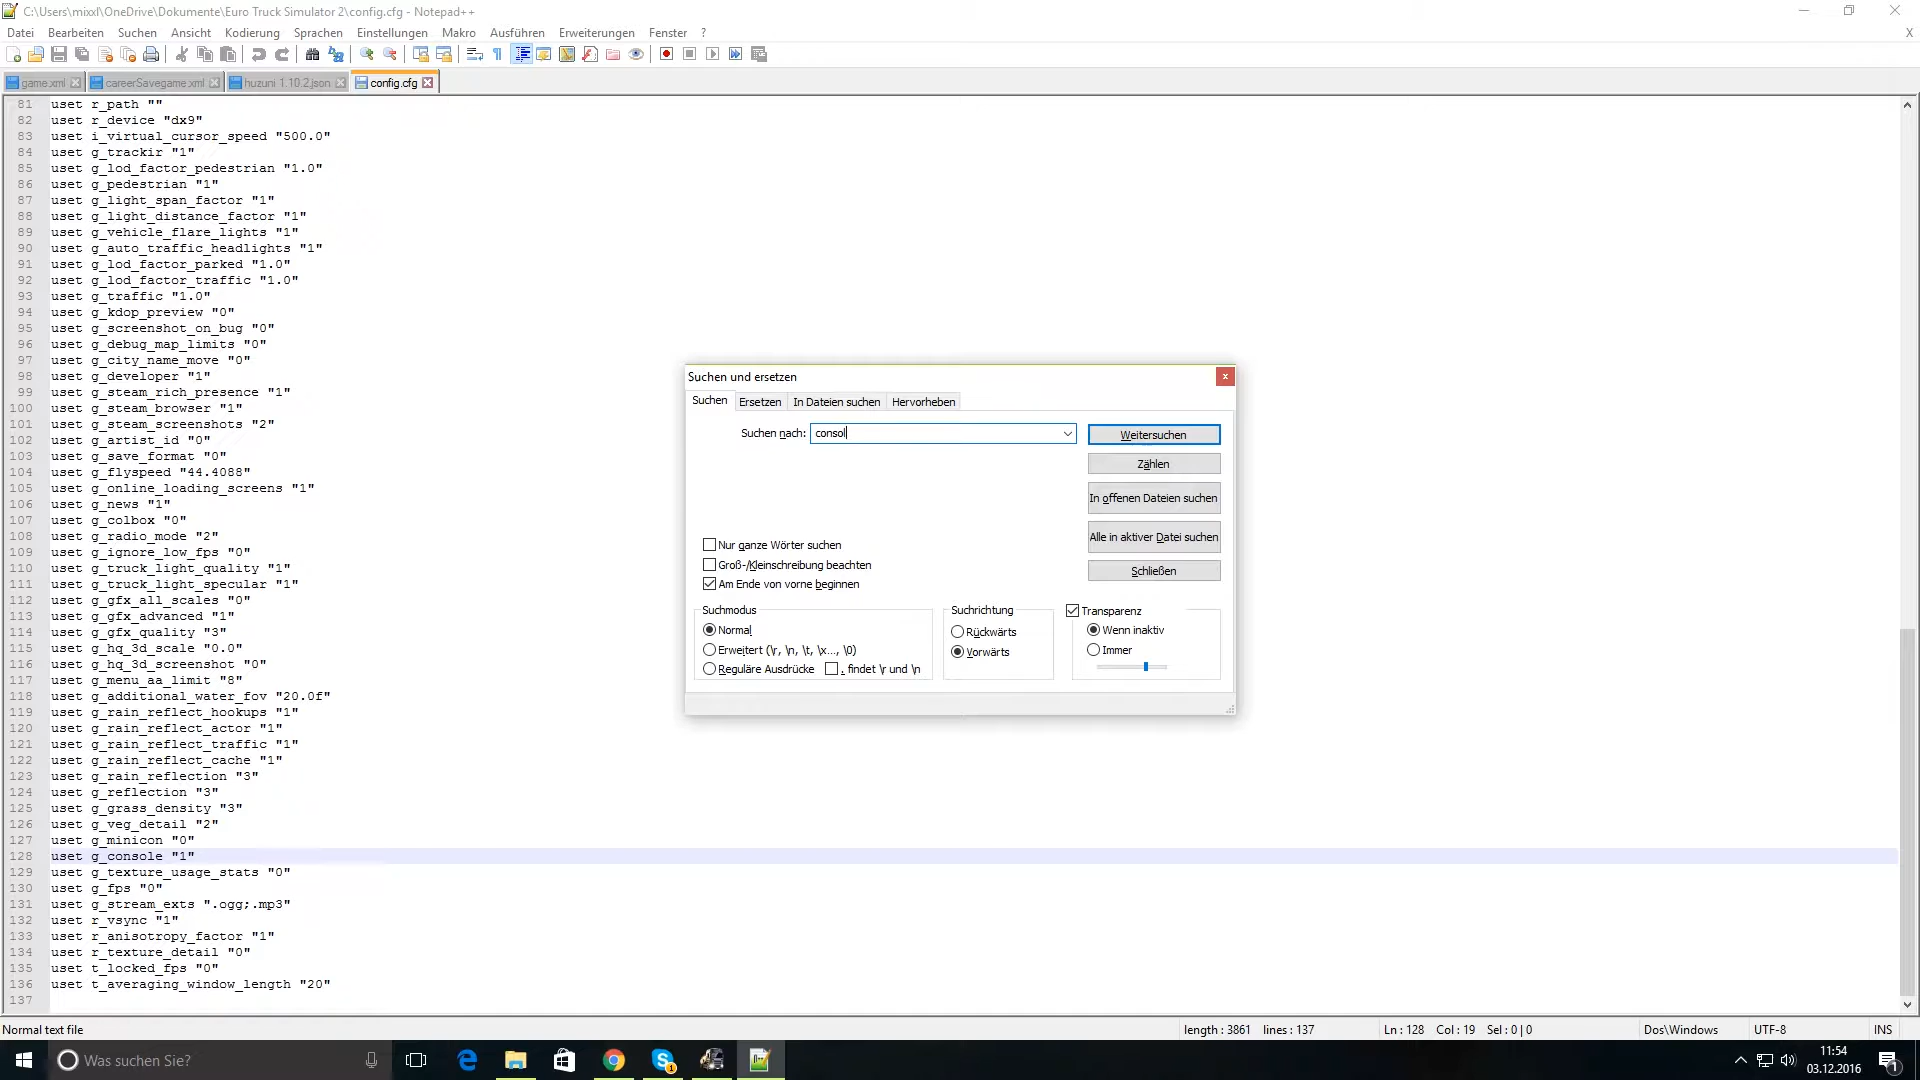 C:\Users\mixxl\OneDrive\Dokumente\Euro Truck Simulator 2\config.cfg - Notepad++
Datei Bearbeiten Suchen Ansicht Kodierung Sprachen Einstellungen Makro Ausführen Erweiterungen Fenster ? X
game.xml careerSavegame.xml huzuni 1.10.2.json config.cfg
81 uset r_path ""
82 uset r_device "dx9"
83 uset i_virtual_cursor_speed "500.0"
84 uset g_trackir "1"
85 uset g_lod_factor_pedestrian "1.0"
86 uset g_pedestrian "1"
87 uset g_light_span_factor "1"
88 uset g_light_distance_factor "1"
89 uset g_vehicle_flare_lights "1"
90 uset g_auto_traffic_headlights "1"
91 uset g_lod_factor_parked "1.0"
92 uset g_lod_factor_traffic "1.0"
93 uset g_traffic "1.0"
94 uset g_kdop_preview "0"
95 uset g_screenshot_on_bug "0"
96 uset g_debug_map_limits "0"
97 uset g_city_name_move "0"
98 uset g_developer "1"
99 uset g_steam_rich_presence "1"
100 uset g_steam_browser "1"
101 uset g_steam_screenshots "2"
102 uset g_artist_id "0"
103 uset g_save_format "0"
104 uset g_flyspeed "44.4088"
105 uset g_online_loading_screens "1"
106 uset g_news "1"
107 uset g_colbox "0"
108 uset g_radio_mode "2"
109 uset g_ignore_low_fps "0"
110 uset g_truck_light_quality "1"
111 uset g_truck_light_specular "1"
112 uset g_gfx_all_scales "0"
113 uset g_gfx_advanced "1"
114 uset g_gfx_quality "3"
115 uset g_hq_3d_scale "0.0"
116 uset g_hq_3d_screenshot "0"
117 uset g_menu_aa_limit "8"
118 uset g_additional_water_fov "20.0f"
119 uset g_rain_reflect_hookups "1"
120 uset g_rain_reflect_actor "1"
121 uset g_rain_reflect_traffic "1"
122 uset g_rain_reflect_cache "1"
123 uset g_rain_reflection "3"
124 uset g_reflection "3"
125 uset g_grass_density "3"
126 uset g_veg_detail "2"
127 uset g_minicon "0"
128 uset g_console "1"
129 uset g_texture_usage_stats "0"
130 uset g_fps "0"
131 uset g_stream_exts ".ogg;.mp3"
132 uset r_vsync "1"
133 uset r_anisotropy_factor "1"
134 uset r_texture_detail "0"
135 uset t_locked_fps "0"
136 uset t_averaging_window_length "20"
137
Suchen und ersetzen
Suchen Ersetzen In Dateien suchen Hervorheben
Suchen nach: consol
Weitersuchen
Zählen
In offenen Dateien suchen
Alle in aktiver Datei suchen
Schließen
Nur ganze Wörter suchen
Groß-/Kleinschreibung beachten
Am Ende von vorne beginnen
Suchmodus
Normal
Erweitert (\r, \n, \t, \x..., \0)
Reguläre Ausdrücke . findet \r und \n
Suchrichtung
Rückwärts
Vorwärts
Transparenz
Wenn inaktiv
Immer
Normal text file length : 3861 lines : 137 Ln : 128 Col : 19 Sel : 0 | 0 Dos\Windows UTF-8 INS
Was suchen Sie?
11:54
03.12.2016
1